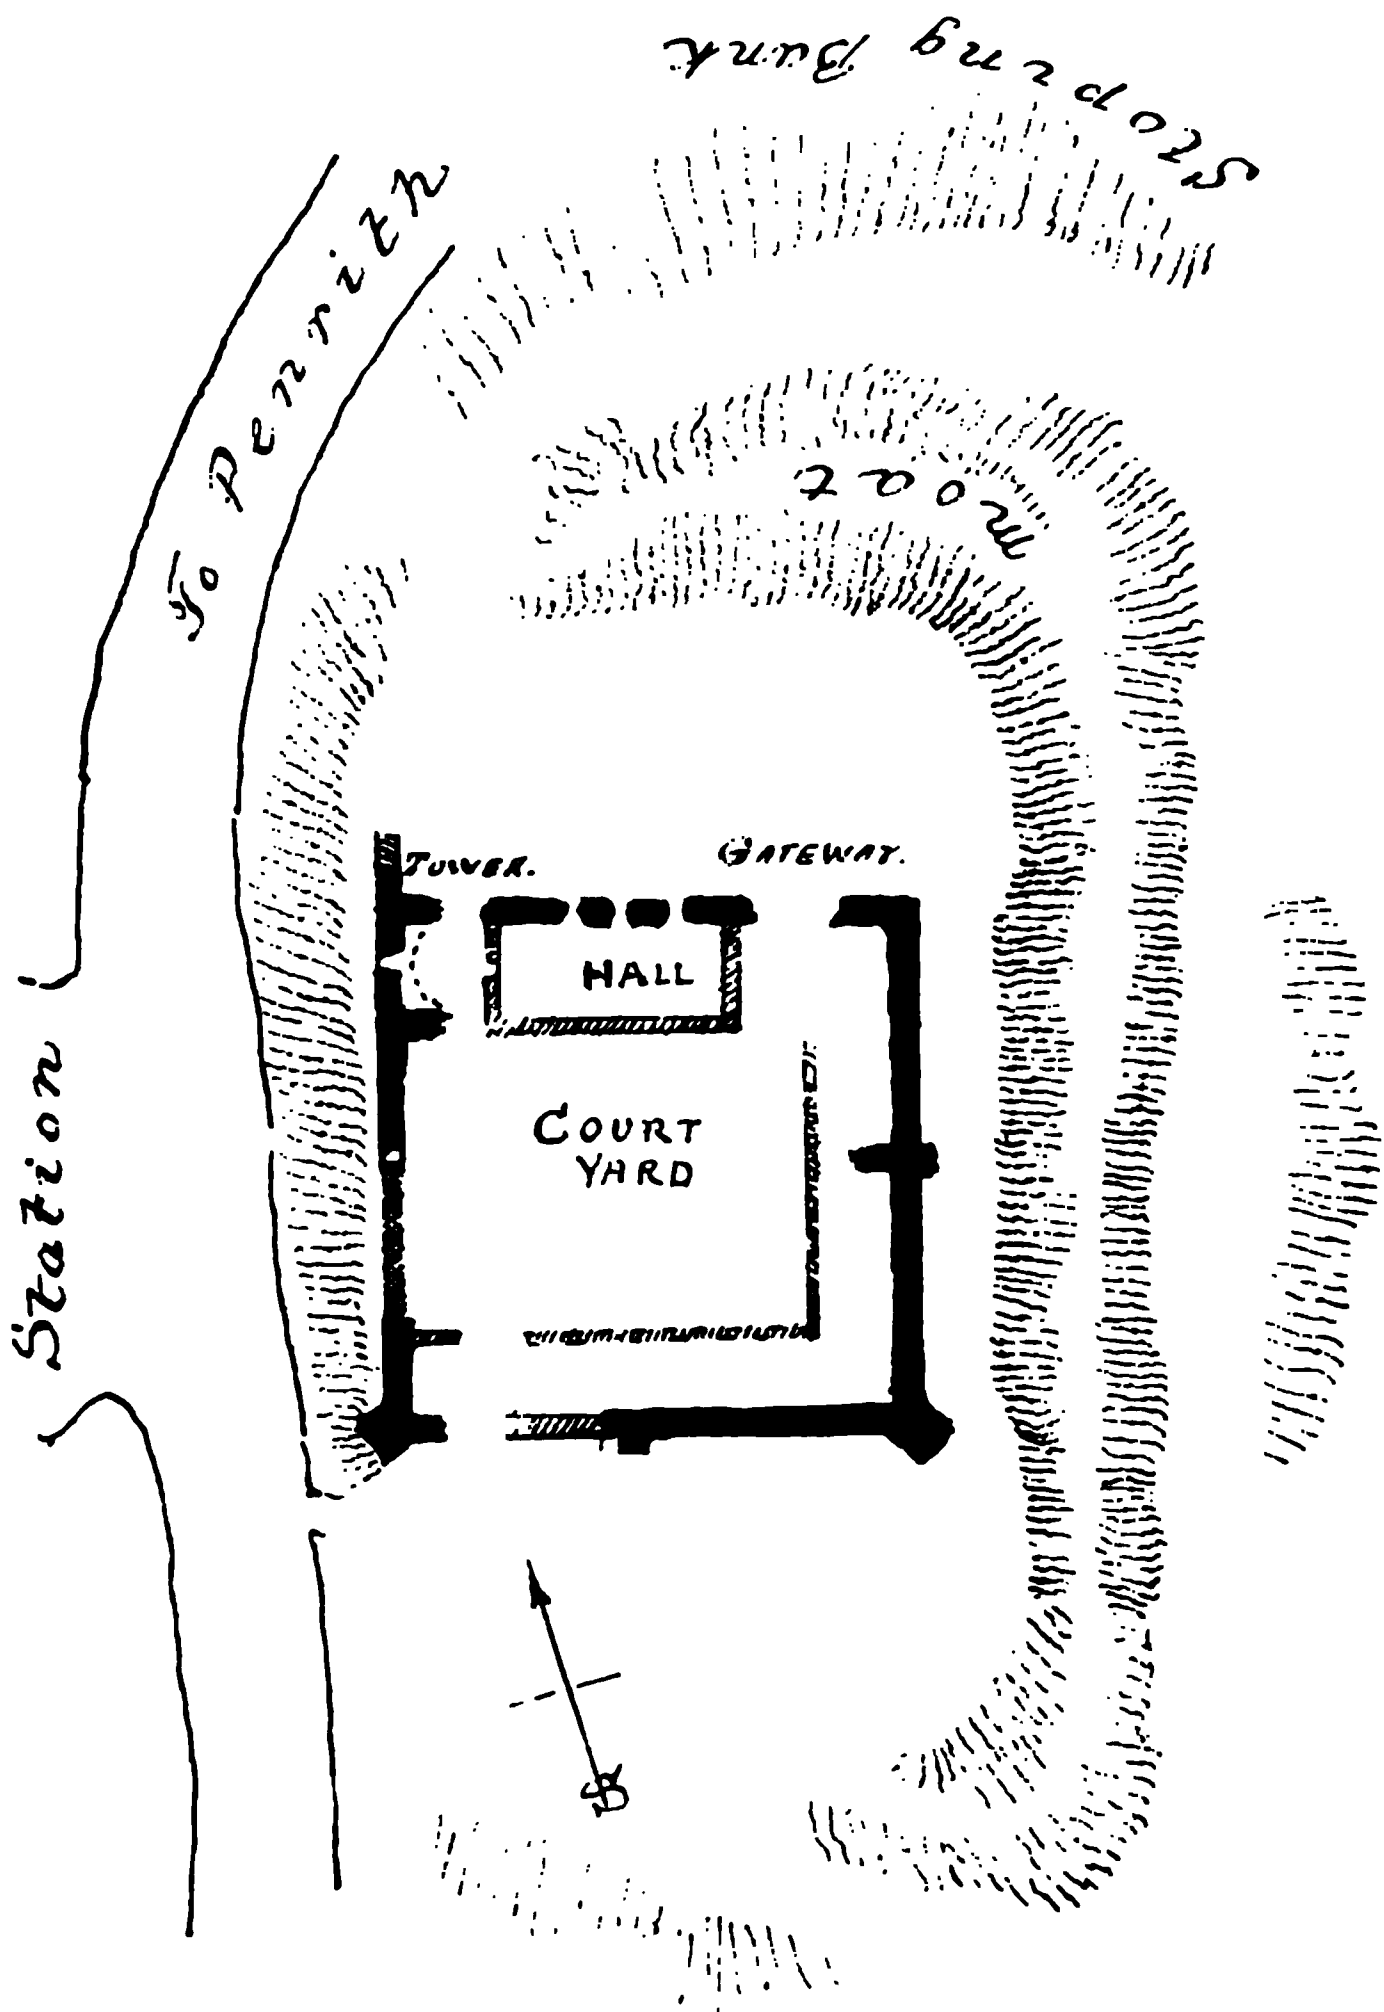 Sloping Bank
To Penrith
moat
TOWER.
GATEWAY.
HALL
COURT
YARD
Station